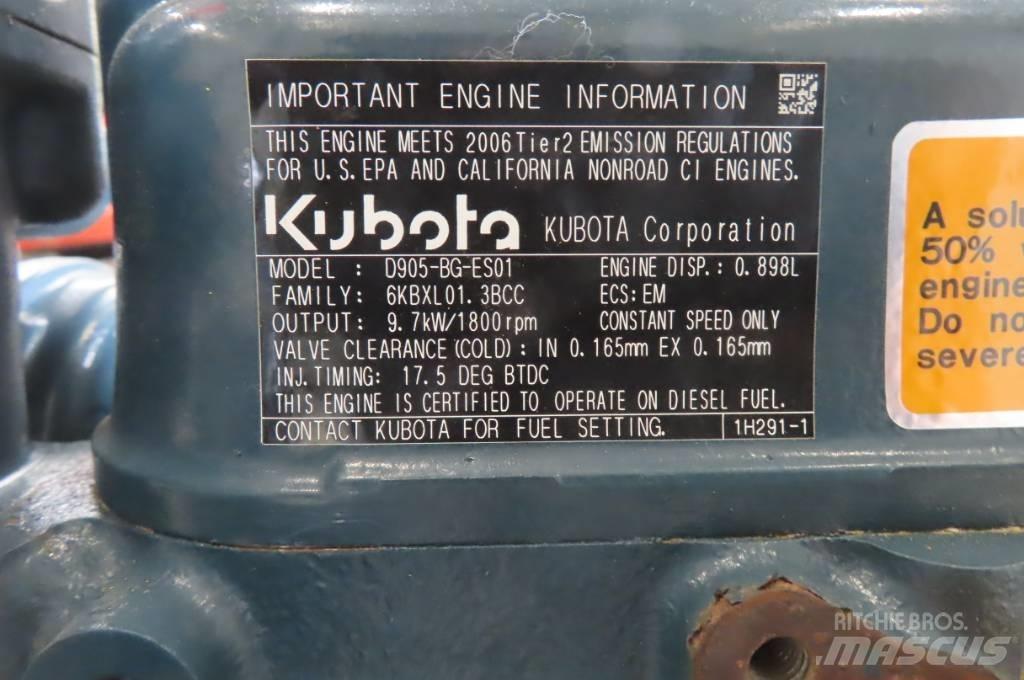 IMPORTANT ENGINE INFORMATION
THIS ENGINE MEETS 2006Tier2 EMISSION REGULATIONS
FOR U.S.EPA AND CALIFORNIA NONROAD CI ENGINES.
Kubota KUBOTA Corporation
MODEL : D905-BG-ES01 ENGINE DISP.: 0.898L
FAMILY: 6KBXL01.3BCC ECS:EM
OUTPUT: 9.7kW/1800rpm CONSTANT SPEED ONLY
VALVE CLEARANCE(COLD): IN 0.165mm EX 0.165mm
INJ.TIMING: 17.5 DEG BTDC
THIS ENGINE IS CERTIFIED TO OPERATE ON DIESEL FUEL.
CONTACT KUBOTA FOR FUEL SETTING. 1H291-1
A
50%
engine
Do
severe
RITCHIE BROS.
MASCUS